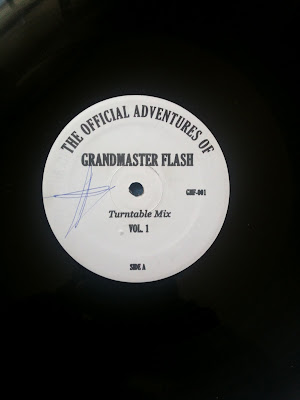 THE OFFICIAL ADVENTURES OF
GRANDMASTER FLASH
GMF-001
Turntable Mix
VOL. 1
SIDE A